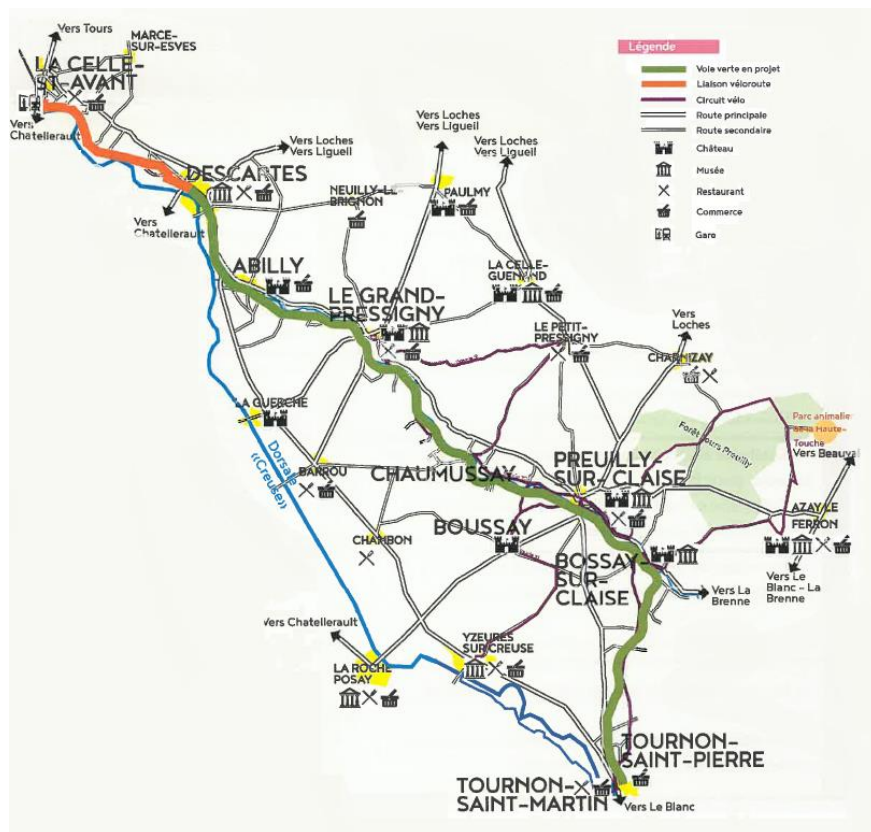 Vers Tours
MARCE-
SUR-ESVES
LA CELLE-
ST-AVANT
Vers
Chatellerault
Légende
Voie verte en projet
Liaison véloroute
Circuit vélo
Route principale
Route secondaire
Château
Musée
Restaurant
Commerce
Gare
Vers Loches
Vers Ligueil
Vers Loches
Vers Ligueil
Vers Loches
Vers Ligueil
DESCARTES
Vers
Chatellerault
NEUILLY-LE-
BRIGNON
PAULMY
ABILLY
LA CELLE-
GUENAND
LE GRAND-
PRESSIGNY
LE PETIT-
PRESSIGNY
Vers
Loches
CHARNIZAY
LA GUERCHE
Parc animalier
de la Haute-
Touche
Forêt de Preuilly
Vers Beauval
Dorsale
«Creuse»
BARROU
CHAUMUSSAY
PREUILLY
-SUR-CLAISE
AZAY-LE
FERRON
BOUSSAY
CHAMBON
BOSSAY-
SUR-
CLAISE
Vers Le
Blanc - La
Brenne
Vers La
Brenne
Vers Chatellerault
YZEURES
SUR CREUSE
LA ROCHE
POSAY
TOURNON-
SAINT-PIERRE
TOURNON-
SAINT-MARTIN
Vers Le Blanc